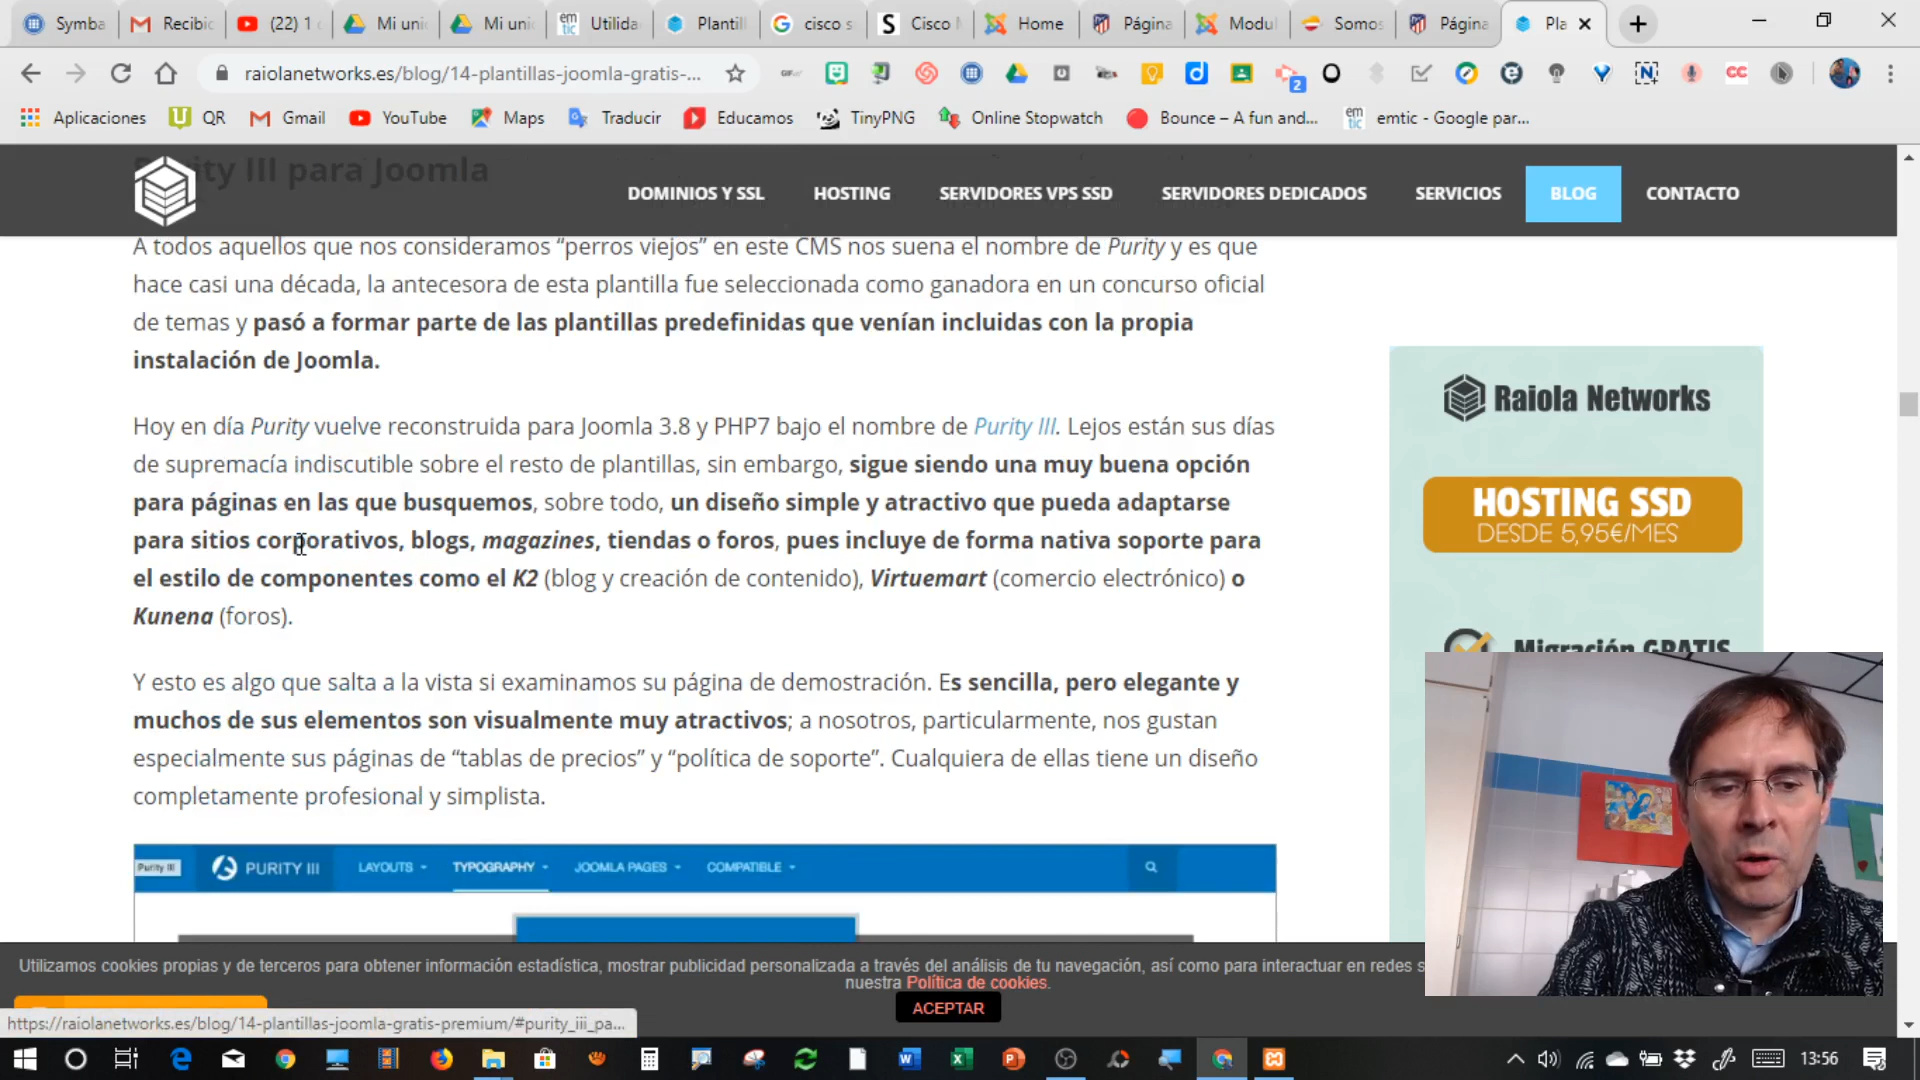 Symba
Recibic
(22) 1
Mi uni
Mi uni
Utilida
Plantill
cisco s
Cisco
Home
Página
Modul
Somos
Página
Pla
raiolanetworks.es/blog/14-plantillas-joomla-gratis-...
Aplicaciones
QR
Gmail
YouTube
Maps
Traducir
Educamos
TinyPNG
Online Stopwatch
Bounce – A fun and...
emtic - Google par...
Purity III para Joomla
DOMINIOS Y SSL
HOSTING
SERVIDORES VPS SSD
SERVIDORES DEDICADOS
SERVICIOS
BLOG
CONTACTO
A todos aquellos que nos consideramos “perros viejos” en este CMS nos suena el nombre de Purity y es que
hace casi una década, la antecesora de esta plantilla fue seleccionada como ganadora en un concurso oficial
de temas y pasó a formar parte de las plantillas predefinidas que venían incluidas con la propia
instalación de Joomla.
Hoy en día Purity vuelve reconstruida para Joomla 3.8 y PHP7 bajo el nombre de Purity III. Lejos están sus días
de supremacía indiscutible sobre el resto de plantillas, sin embargo, sigue siendo una muy buena opción
para páginas en las que busquemos, sobre todo, un diseño simple y atractivo que pueda adaptarse
para sitios corporativos, blogs, magazines, tiendas o foros, pues incluye de forma nativa soporte para
el estilo de componentes como el K2 (blog y creación de contenido), Virtuemart (comercio electrónico) o
Kunena (foros).
Y esto es algo que salta a la vista si examinamos su página de demostración. Es sencilla, pero elegante y
muchos de sus elementos son visualmente muy atractivos; a nosotros, particularmente, nos gustan
especialmente sus páginas de “tablas de precios” y “política de soporte”. Cualquiera de ellas tiene un diseño
completamente profesional y simplista.
Raiola Networks
HOSTING SSD
DESDE 5,95€/MES
Migración GRATIS
Purity III
PURITY III
LAYOUTS
TYPOGRAPHY
JOOMLA PAGES
COMPATIBLE
Utilizamos cookies propias y de terceros para obtener información estadística, mostrar publicidad personalizada a través del análisis de tu navegación, así como para interactuar en redes s
nuestra Política de cookies.
ACEPTAR
https://raiolanetworks.es/blog/14-plantillas-joomla-gratis-premium/#purity_iii_pa...
13:56